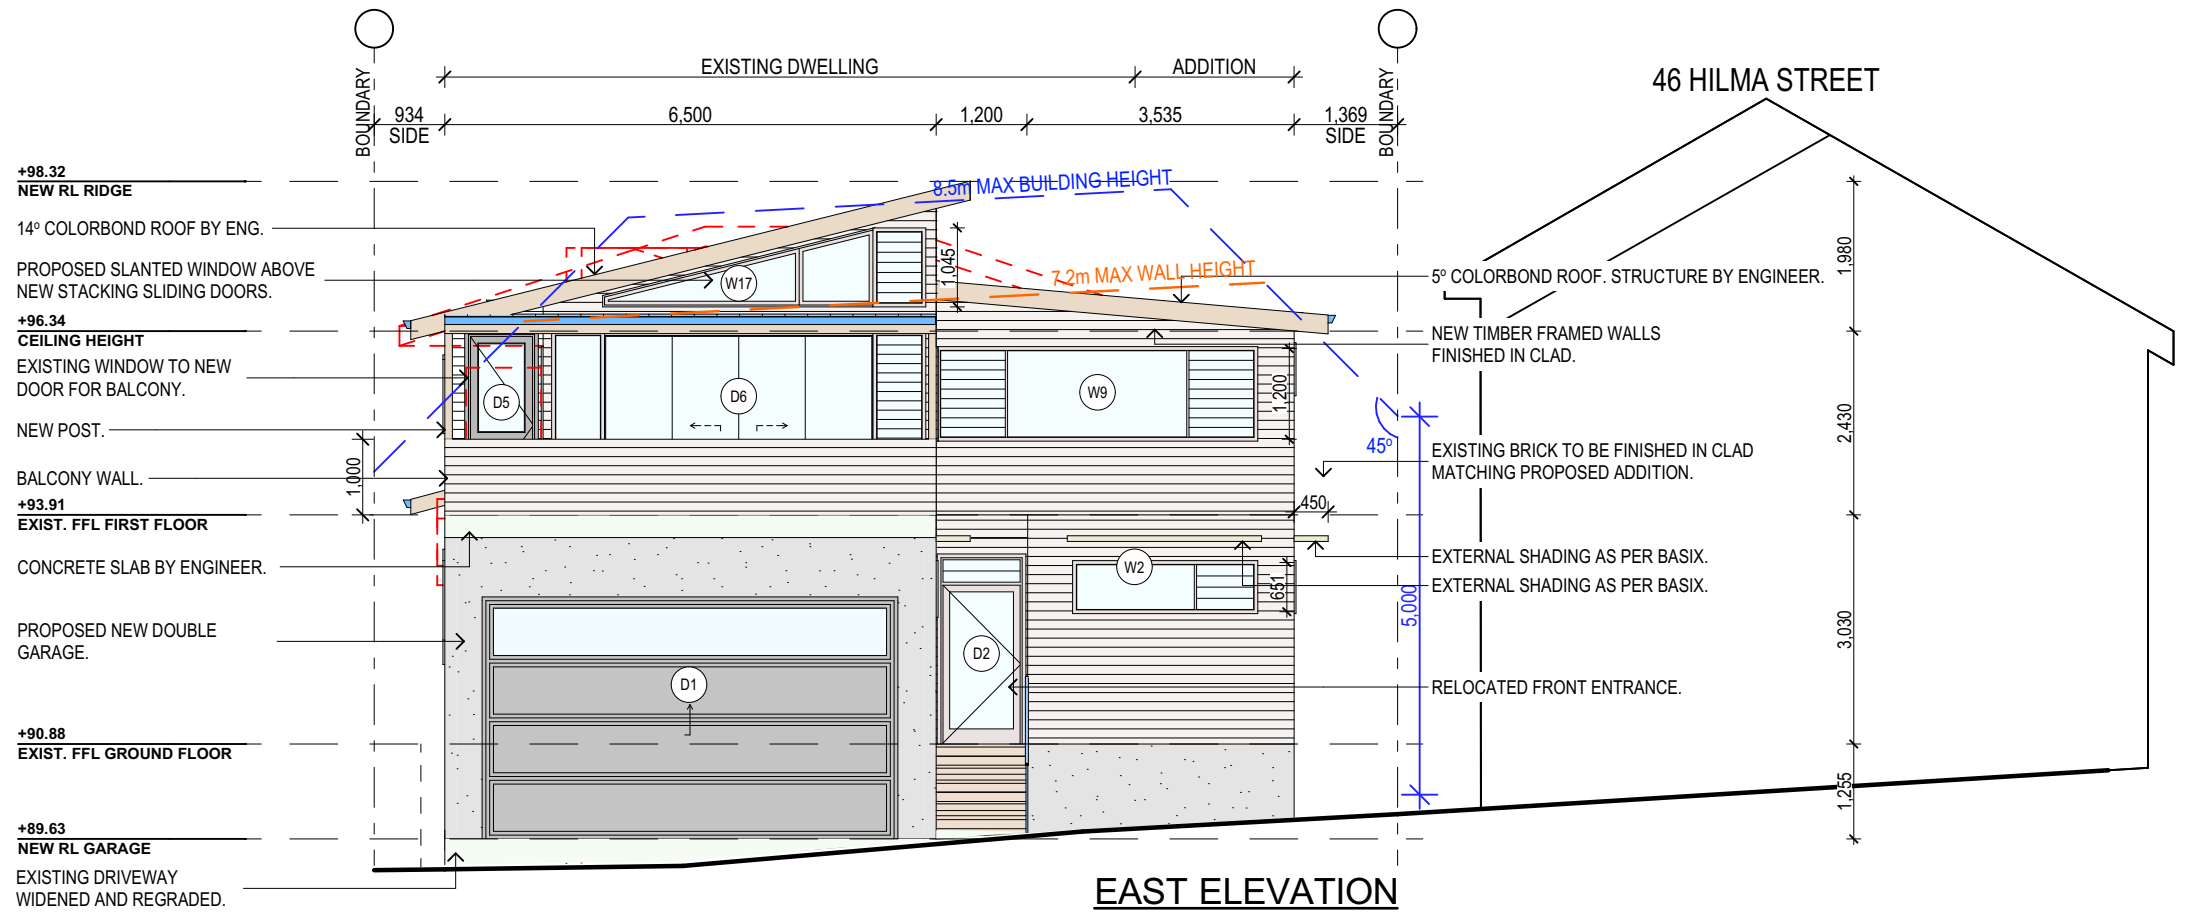 EXISTING DWELLING
ADDITION
46 HILMA STREET
BOUNDARY
934
SIDE
6,500
1,200
3,535
1,369
SIDE
BOUNDARY
+98.32
NEW RL RIDGE
8.5m MAX BUILDING HEIGHT
14º COLORBOND ROOF BY ENG.
PROPOSED SLANTED WINDOW ABOVE
NEW STACKING SLIDING DOORS.
W17
1,045
7.2m MAX WALL HEIGHT
5º COLORBOND ROOF. STRUCTURE BY ENGINEER.
1,980
+96.34
CEILING HEIGHT
NEW TIMBER FRAMED WALLS
FINISHED IN CLAD.
EXISTING WINDOW TO NEW
DOOR FOR BALCONY.
D5
D6
W9
1,200
2,430
NEW POST.
45º
EXISTING BRICK TO BE FINISHED IN CLAD
MATCHING PROPOSED ADDITION.
BALCONY WALL.
1,000
450
+93.91
EXIST. FFL FIRST FLOOR
CONCRETE SLAB BY ENGINEER.
W2
651
EXTERNAL SHADING AS PER BASIX.
EXTERNAL SHADING AS PER BASIX.
5,000
3,030
PROPOSED NEW DOUBLE
GARAGE.
D1
D2
RELOCATED FRONT ENTRANCE.
+90.88
EXIST. FFL GROUND FLOOR
1,255
+89.63
NEW RL GARAGE
EXISTING DRIVEWAY
WIDENED AND REGRADED.
EAST ELEVATION